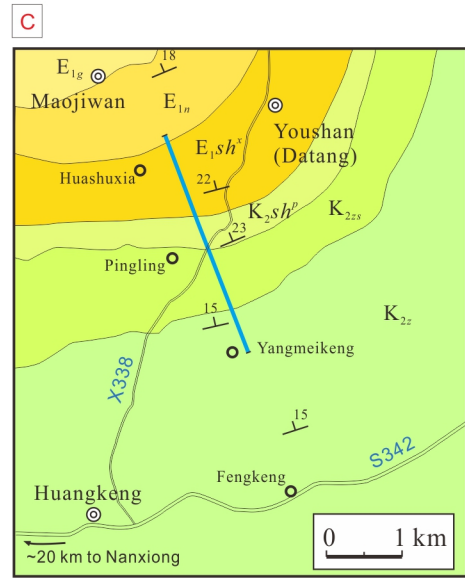 C
18
E₁g
Maojiwan
E₁n
E₁shˣ
Youshan
(Datang)
Huashuxia
22
K₂shᵖ
K₂zs
23
Pingling
15
K₂z
Yangmeikeng
X338
15
S342
Fengkeng
Huangkeng
0 1 km
~20 km to Nanxiong